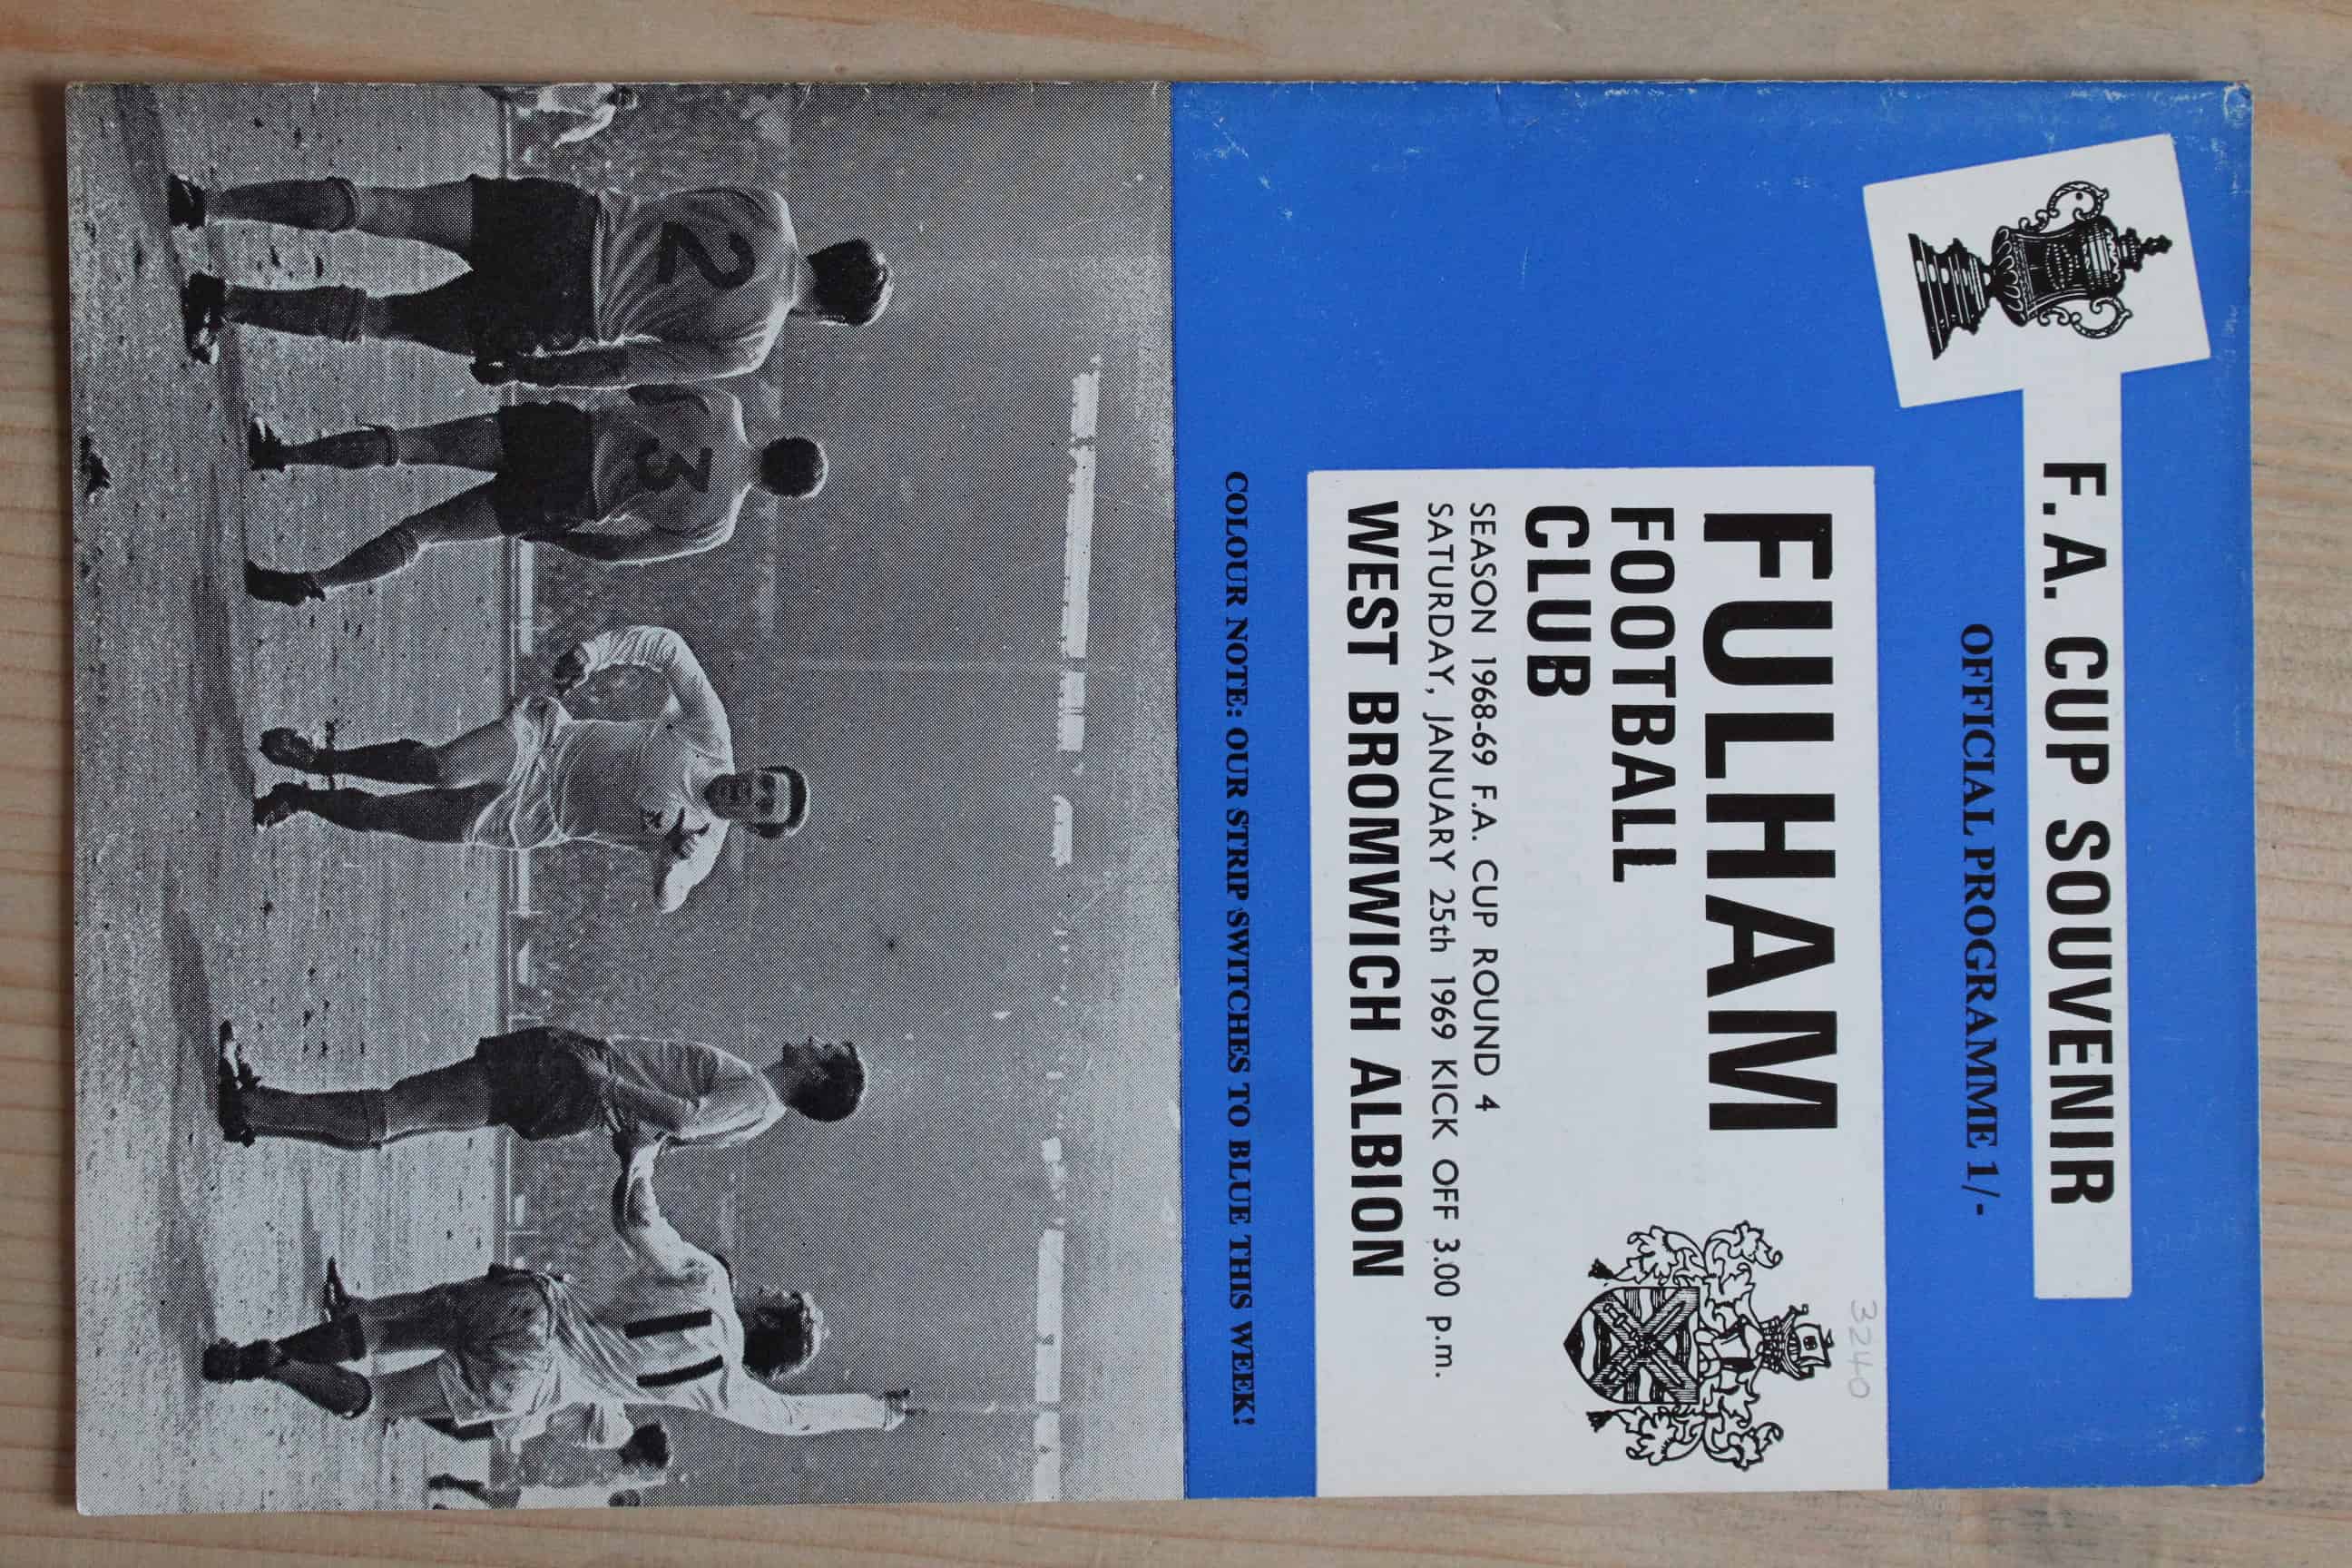 F.A. CUP SOUVENIR
OFFICIAL PROGRAMME 1/-
3240
FULHAM
FOOTBALL
CLUB
SEASON 1968-69 F.A. CUP ROUND 4
SATURDAY, JANUARY 25th 1969 KICK OFF 3.00 p.m.
WEST BROMWICH ALBION
COLOUR NOTE: OUR STRIP SWITCHES TO BLUE THIS WEEK!
2
3
11